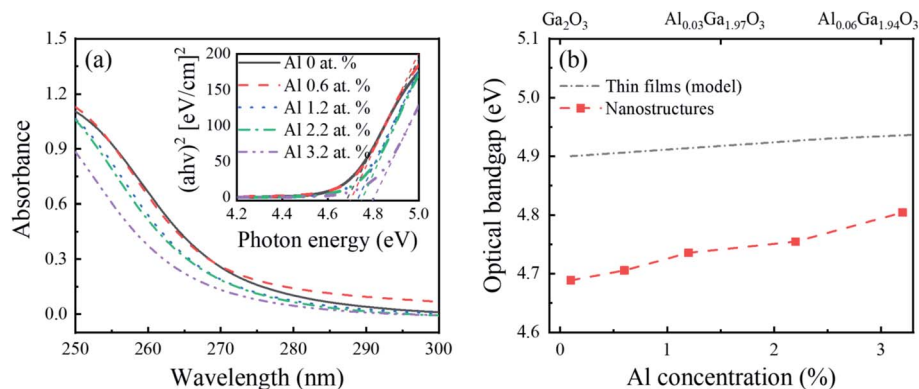 (a)
Absorbance
1.5
1.2
0.9
0.6
0.3
0.0
250 260 270 280 290 300
Wavelength (nm)
Al 0 at. %
Al 0.6 at. %
Al 1.2 at. %
Al 2.2 at. %
Al 3.2 at. %
(ahv)² [eV/cm]²
200
150
100
50
0
4.2 4.4 4.6 4.8 5.0
Photon energy (eV)
Ga₂O₃ Al₀.₀₃Ga₁.₉₇O₃ Al₀.₀₆Ga₁.₉₄O₃
(b)
Optical bandgap (eV)
5.1
5.0
4.9
4.8
4.7
4.6
Thin films (model)
Nanostructures
0 1 2 3
Al concentration (%)